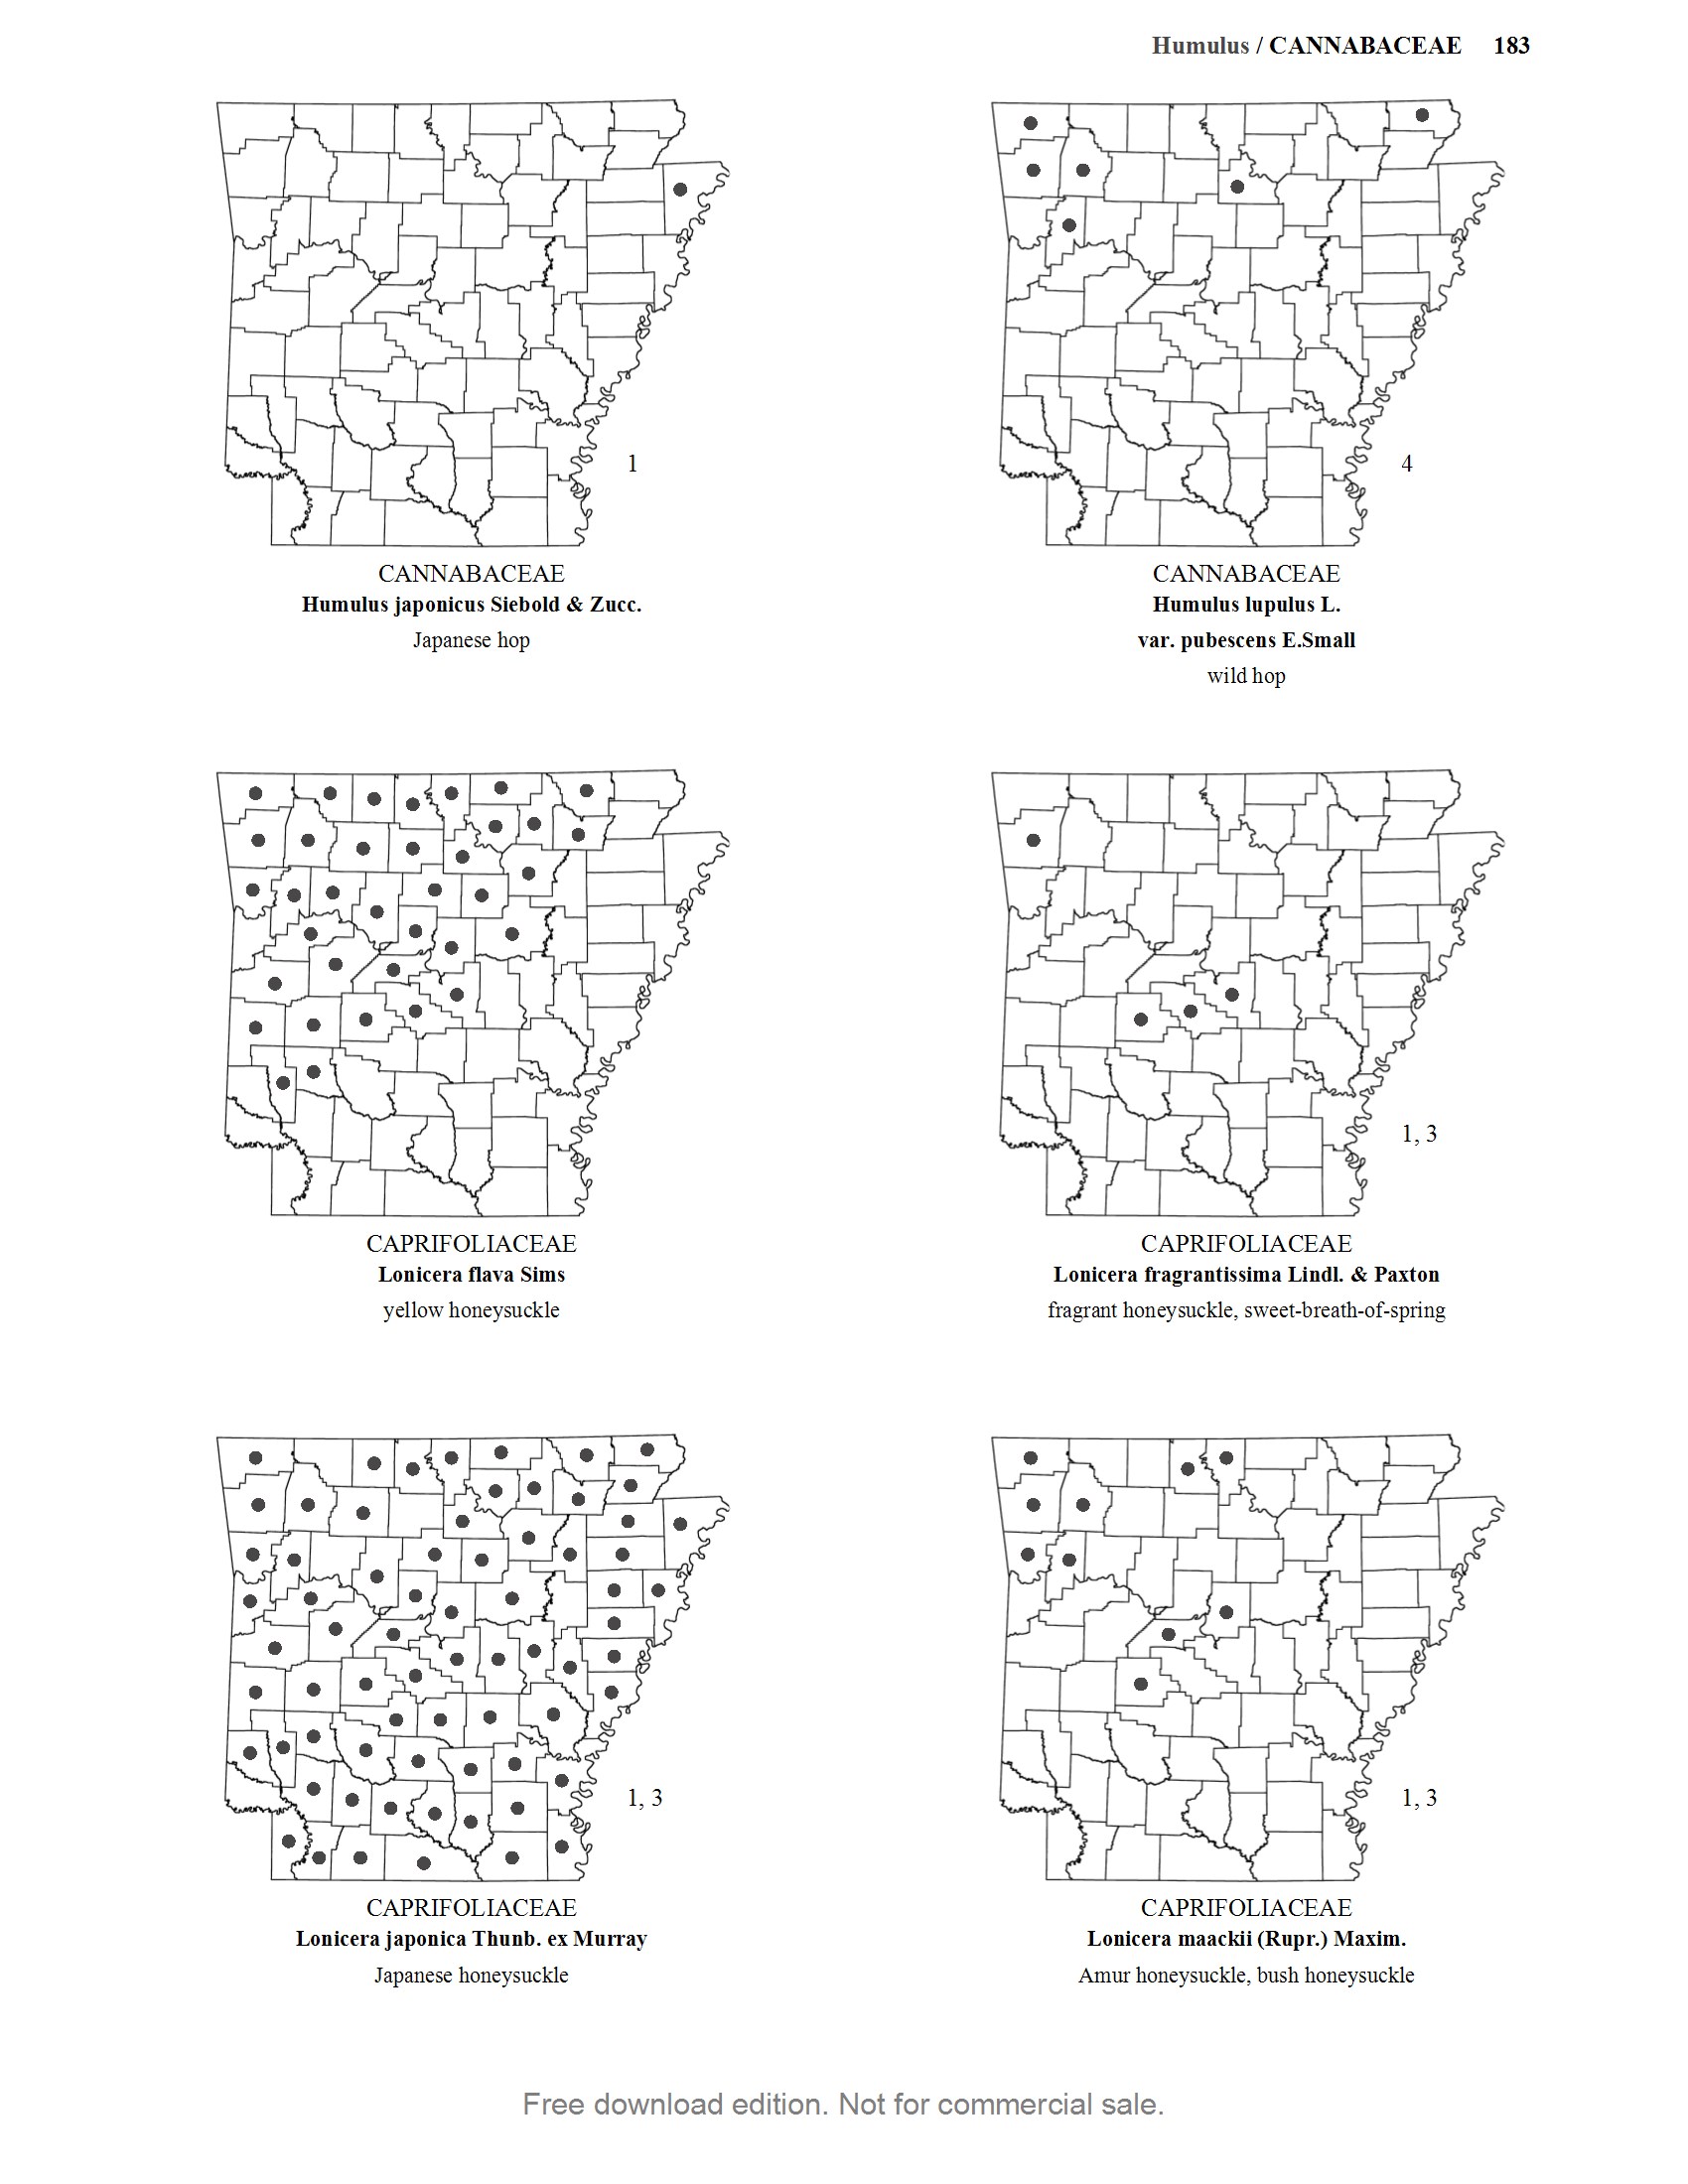 Humulus / CANNABACEAE 183
1
CANNABACEAE
Humulus japonicus Siebold & Zucc.
Japanese hop
4
CANNABACEAE
Humulus lupulus L.
var. pubescens E.Small
wild hop
CAPRIFOLIACEAE
Lonicera flava Sims
yellow honeysuckle
1, 3
CAPRIFOLIACEAE
Lonicera fragrantissima Lindl. & Paxton
fragrant honeysuckle, sweet-breath-of-spring
1, 3
CAPRIFOLIACEAE
Lonicera japonica Thunb. ex Murray
Japanese honeysuckle
1, 3
CAPRIFOLIACEAE
Lonicera maackii (Rupr.) Maxim.
Amur honeysuckle, bush honeysuckle
Free download edition. Not for commercial sale.